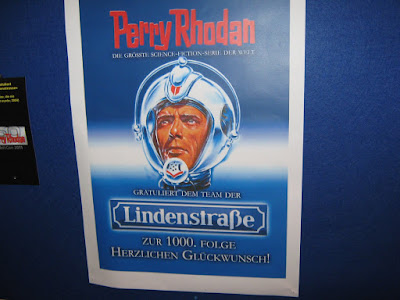 Perry Rhodan
DIE GRÖSSTE SCIENCE-FICTION-SERIE DER WELT
GRATULIERT DEM TEAM DER
Lindenstraße
ZUR 1000. FOLGE
HERZLICHEN GLÜCKWUNSCH!